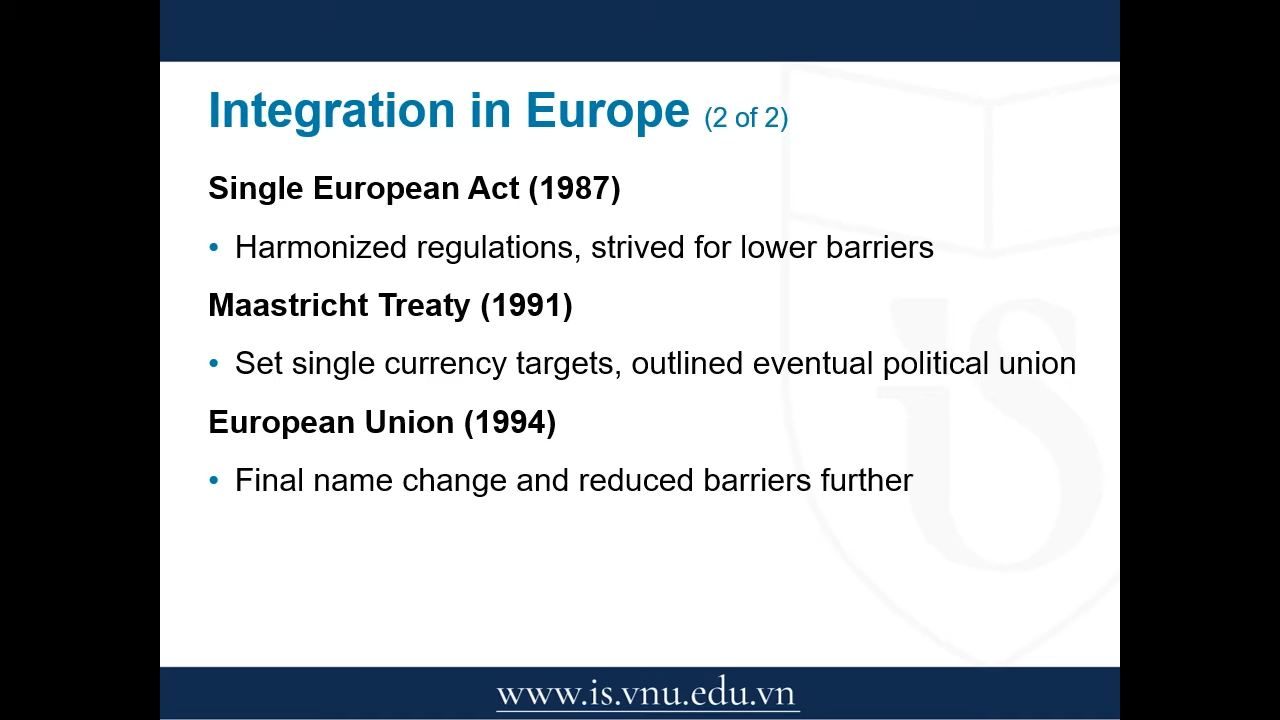 Integration in Europe (2 of 2)
Single European Act (1987)
• Harmonized regulations, strived for lower barriers
Maastricht Treaty (1991)
• Set single currency targets, outlined eventual political union
European Union (1994)
• Final name change and reduced barriers further
iS
www.is.vnu.edu.vn